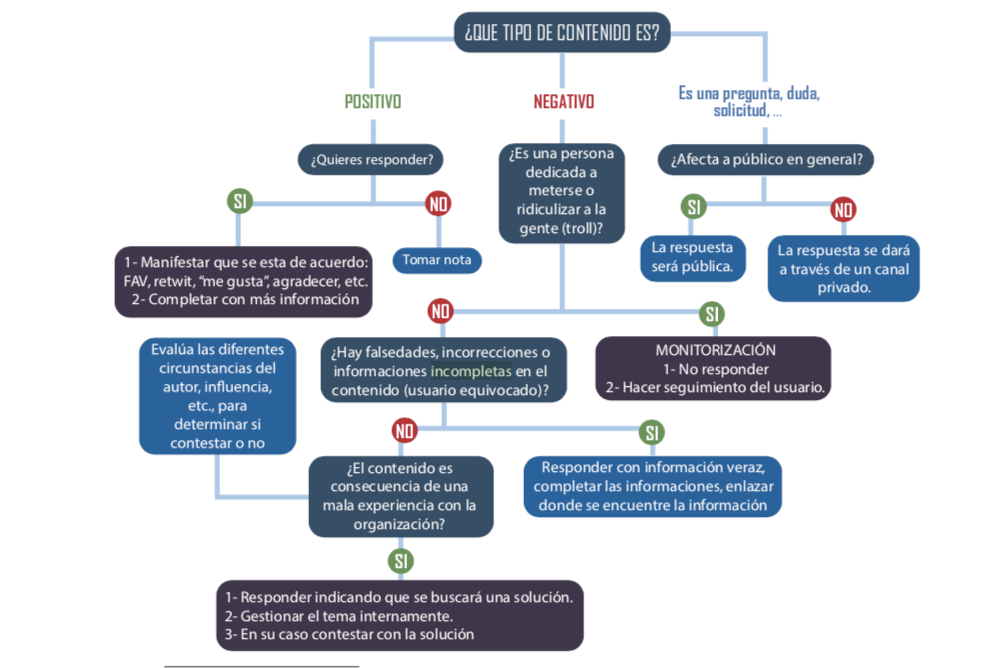 ¿QUE TIPO DE CONTENIDO ES?
POSITIVO
NEGATIVO
Es una pregunta, duda,
solicitud, ...
¿Quieres responder?
¿Es una persona
dedicada a
meterse o
ridiculizar a la
gente (troll)?
¿Afecta a público en general?
SI
NO
SI
NO
1- Manifestar que se esta de acuerdo:
FAV, retwit, “me gusta”, agradecer, etc.
2- Completar con más información
Tomar nota
La respuesta
será pública.
La respuesta se dará
a través de un canal
privado.
NO
SI
Evalúa las diferentes
circunstancias del
autor, influencia,
etc., para
determinar si
contestar o no
¿Hay falsedades, incorrecciones o
informaciones incompletas en el
contenido (usuario equivocado)?
MONITORIZACIÓN
1- No responder
2- Hacer seguimiento del usuario.
NO
SI
¿El contenido es
consecuencia de una
mala experiencia con la
organización?
Responder con información veraz,
completar las informaciones, enlazar
donde se encuentre la información
SI
1- Responder indicando que se buscará una solución.
2- Gestionar el tema internamente.
3- En su caso contestar con la solución